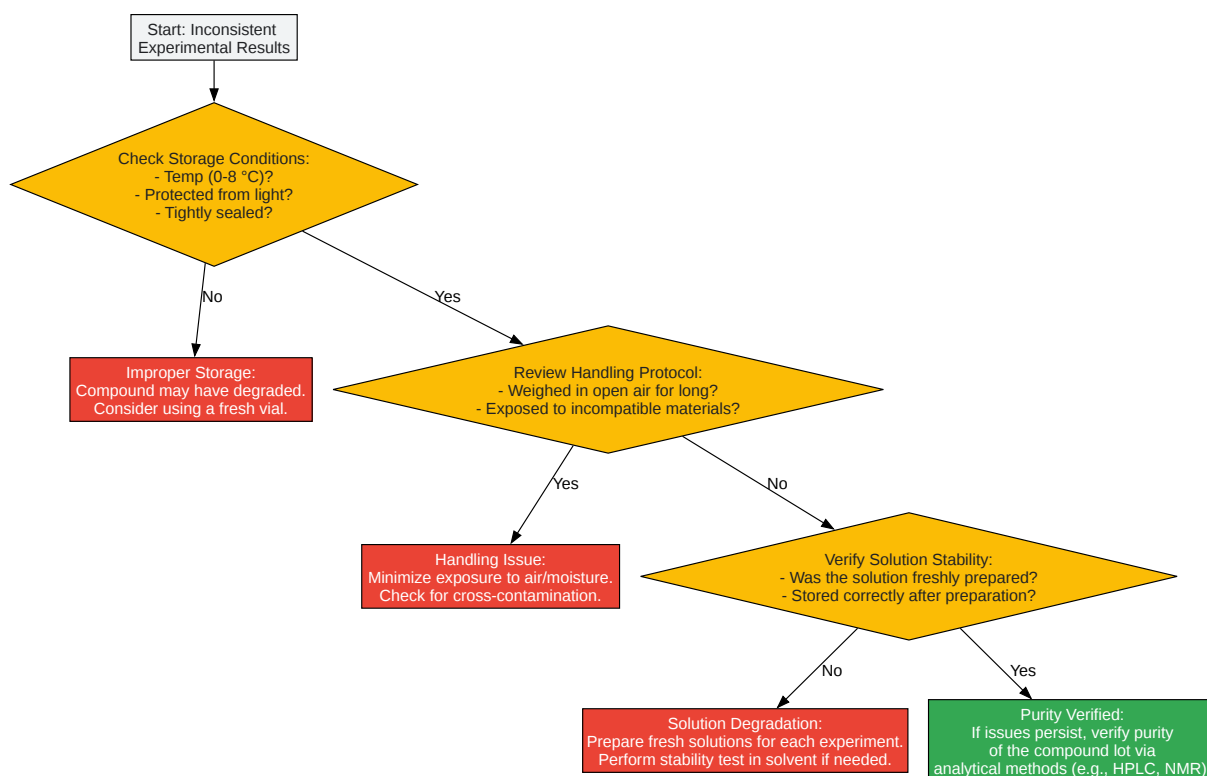 Start: Inconsistent
Experimental Results
Check Storage Conditions:
- Temp (0-8 °C)?
- Protected from light?
- Tightly sealed?
No
Yes
Improper Storage:
Compound may have degraded.
Consider using a fresh vial.
Review Handling Protocol:
- Weighed in open air for long?
- Exposed to incompatible materials?
Yes
No
Handling Issue:
Minimize exposure to air/moisture.
Check for cross-contamination.
Verify Solution Stability:
- Was the solution freshly prepared?
- Stored correctly after preparation?
No
Yes
Solution Degradation:
Prepare fresh solutions for each experiment.
Perform stability test in solvent if needed.
Purity Verified:
If issues persist, verify purity
of the compound lot via
analytical methods (e.g., HPLC, NMR)